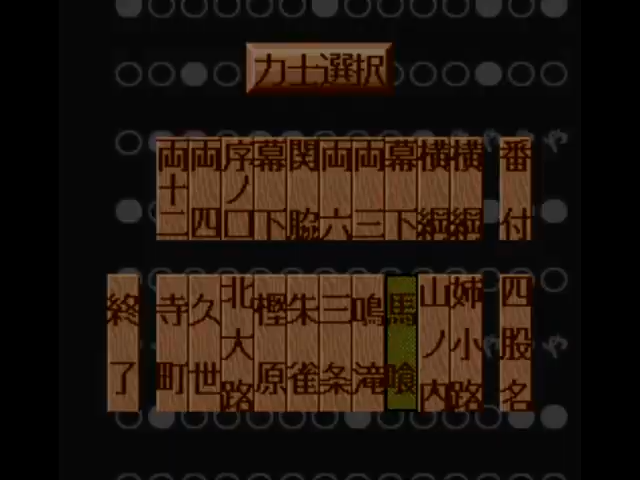 力士選択
番付
横綱
横綱
幕下
両三
両六
関脇
幕下
序ノ口
両四
両十二
四股名
姉小路
山ノ内
馬喰
鳴滝
三条
朱雀
樫原
北大路
久世
寺町
終了
や
や